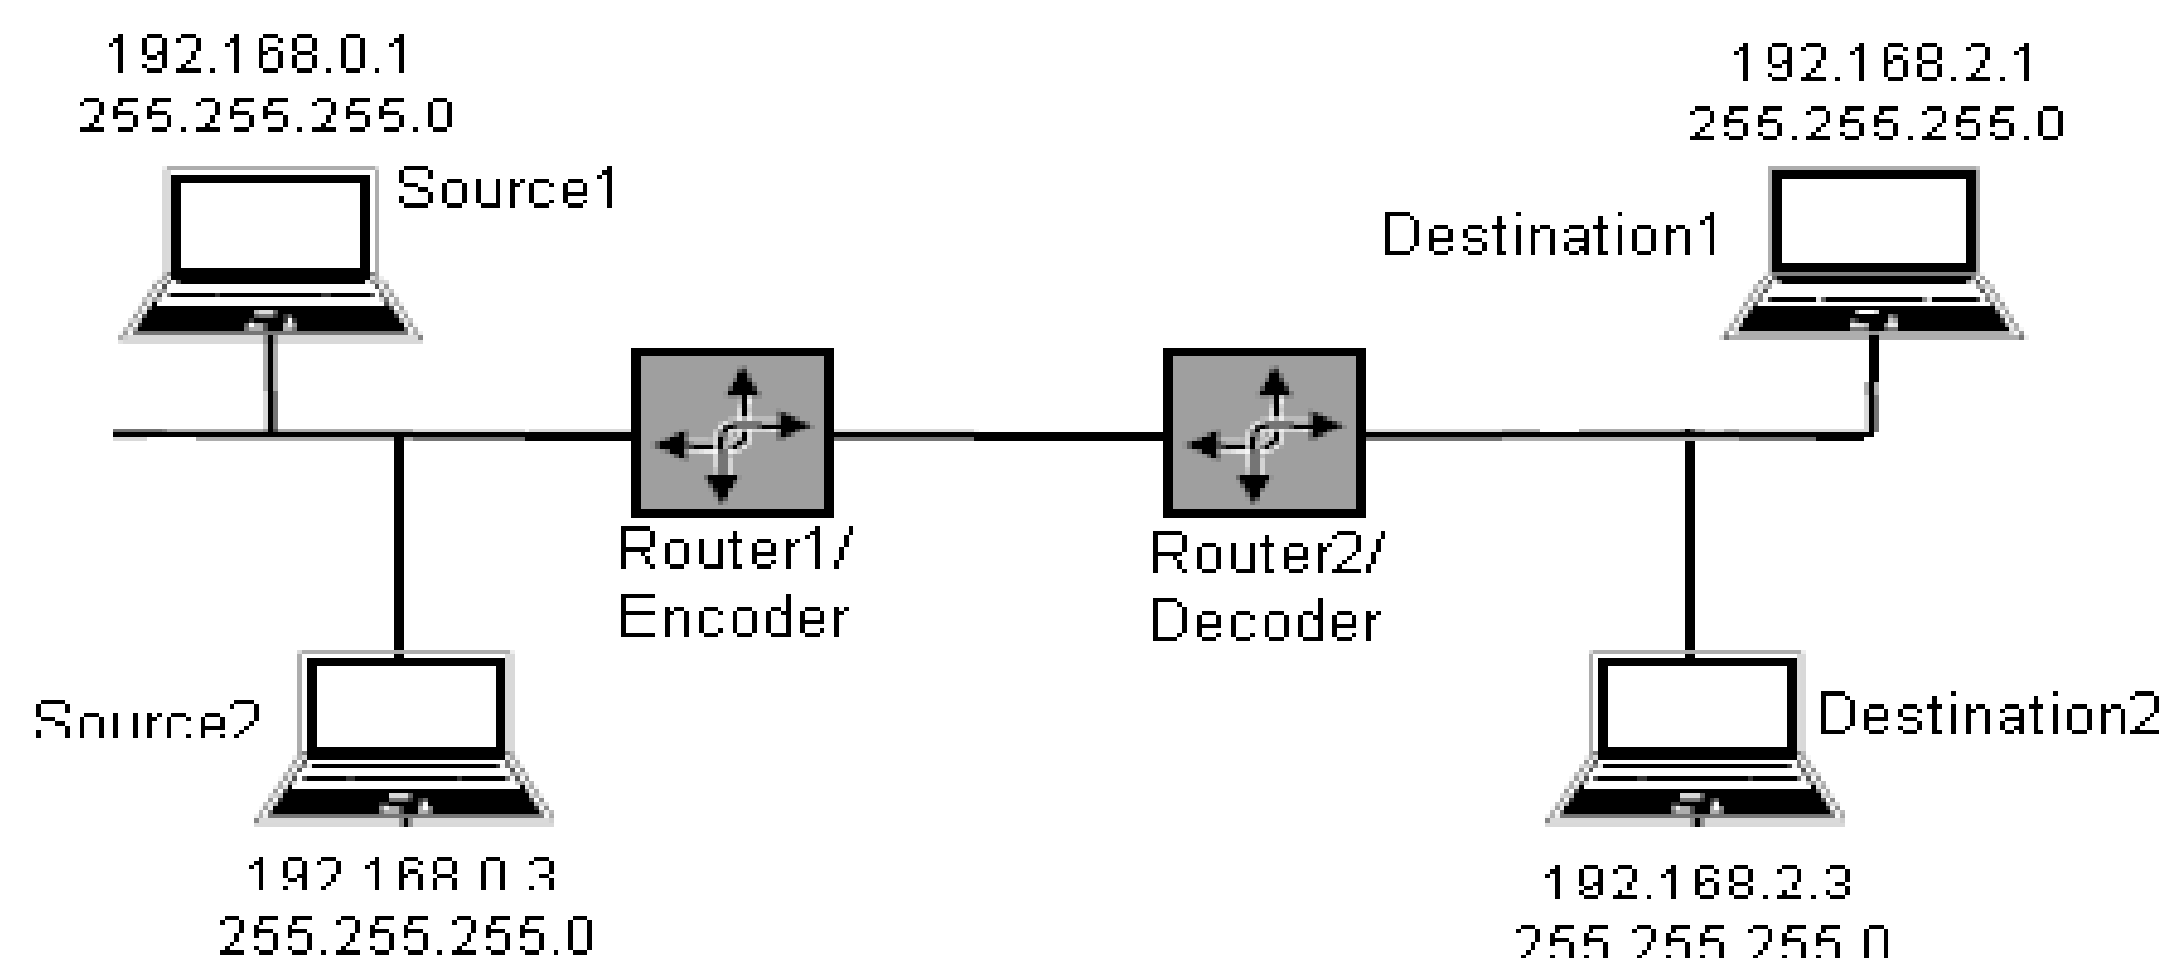 192.168.0.1
255.255.255.0
Source1
192.168.2.1
255.255.255.0
Destination1
Router1/
Encoder
Router2/
Decoder
Source2
192.168.0.3
255.255.255.0
Destination2
192.168.2.3
255.255.255.0